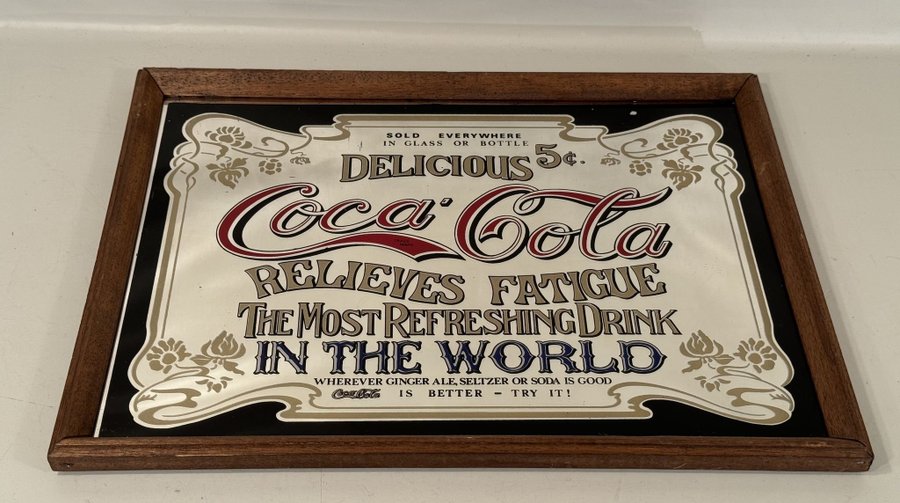 SOLD EVERYWHERE
IN GLASS OR BOTTLE
DELICIOUS 5¢.
Coca-Cola
RELIEVES FATIGUE
THE MOST REFRESHING DRINK
IN THE WORLD
WHEREVER GINGER ALE, SELTZER OR SODA IS GOOD
Coca-Cola IS BETTER - TRY IT!